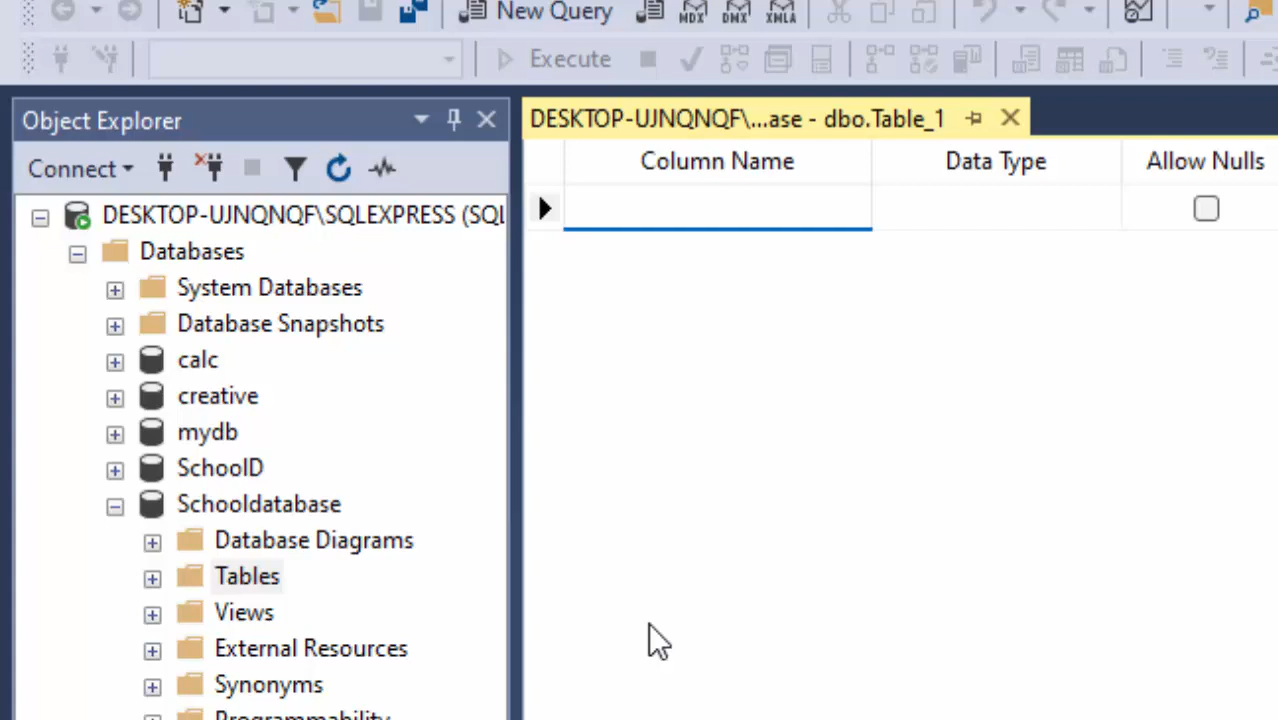 New Query MDX DMX XMLA
Execute
Object Explorer
DESKTOP-UJNQNQF\...ase - dbo.Table_1
Connect
Column Name Data Type Allow Nulls
DESKTOP-UJNQNQF\SQLEXPRESS (SQL
Databases
System Databases
Database Snapshots
calc
creative
mydb
SchoolD
Schooldatabase
Database Diagrams
Tables
Views
External Resources
Synonyms
Programmability